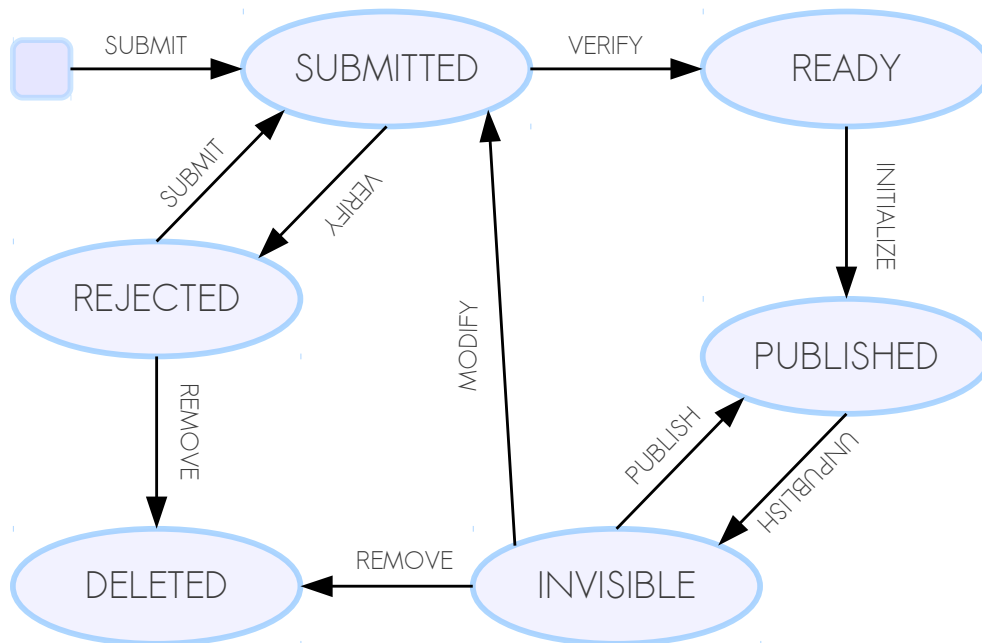 SUBMIT
SUBMITTED
VERIFY
READY
SUBMIT
VERIFY
INITIALIZE
REJECTED
MODIFY
PUBLISHED
REMOVE
PUBLISH
UNPUBLISH
DELETED
REMOVE
INVISIBLE